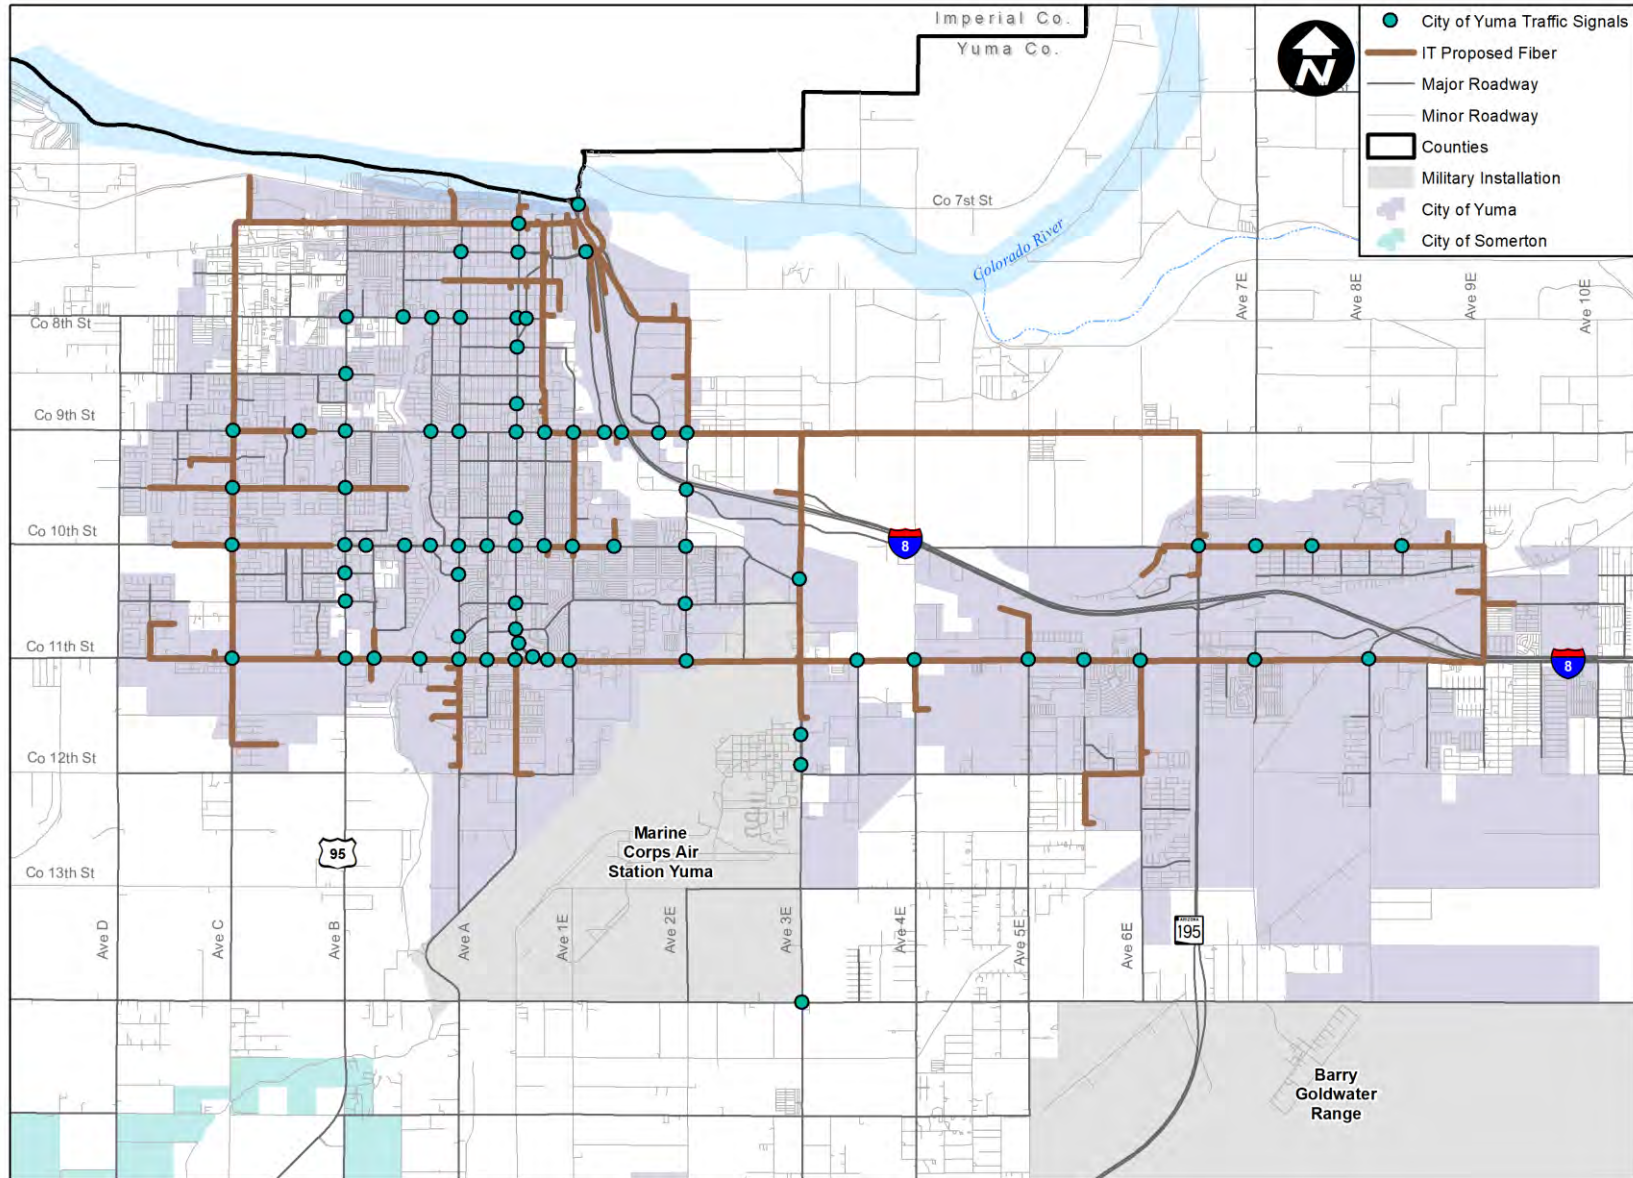 Imperial Co.
Yuma Co.
N
City of Yuma Traffic Signals
IT Proposed Fiber
Major Roadway
Minor Roadway
Counties
Military Installation
City of Yuma
City of Somerton
Co 7st St
Colorado River
Ave 7E
Ave 8E
Ave 9E
Ave 10E
Co 8th St
Co 9th St
Co 10th St
8
Co 11th St
8
Co 12th St
95
Marine
Corps Air
Station Yuma
Co 13th St
Ave D
Ave C
Ave B
Ave A
Ave 1E
Ave 2E
Ave 3E
Ave 4E
Ave 5E
Ave 6E
ARIZONA
195
Barry
Goldwater
Range